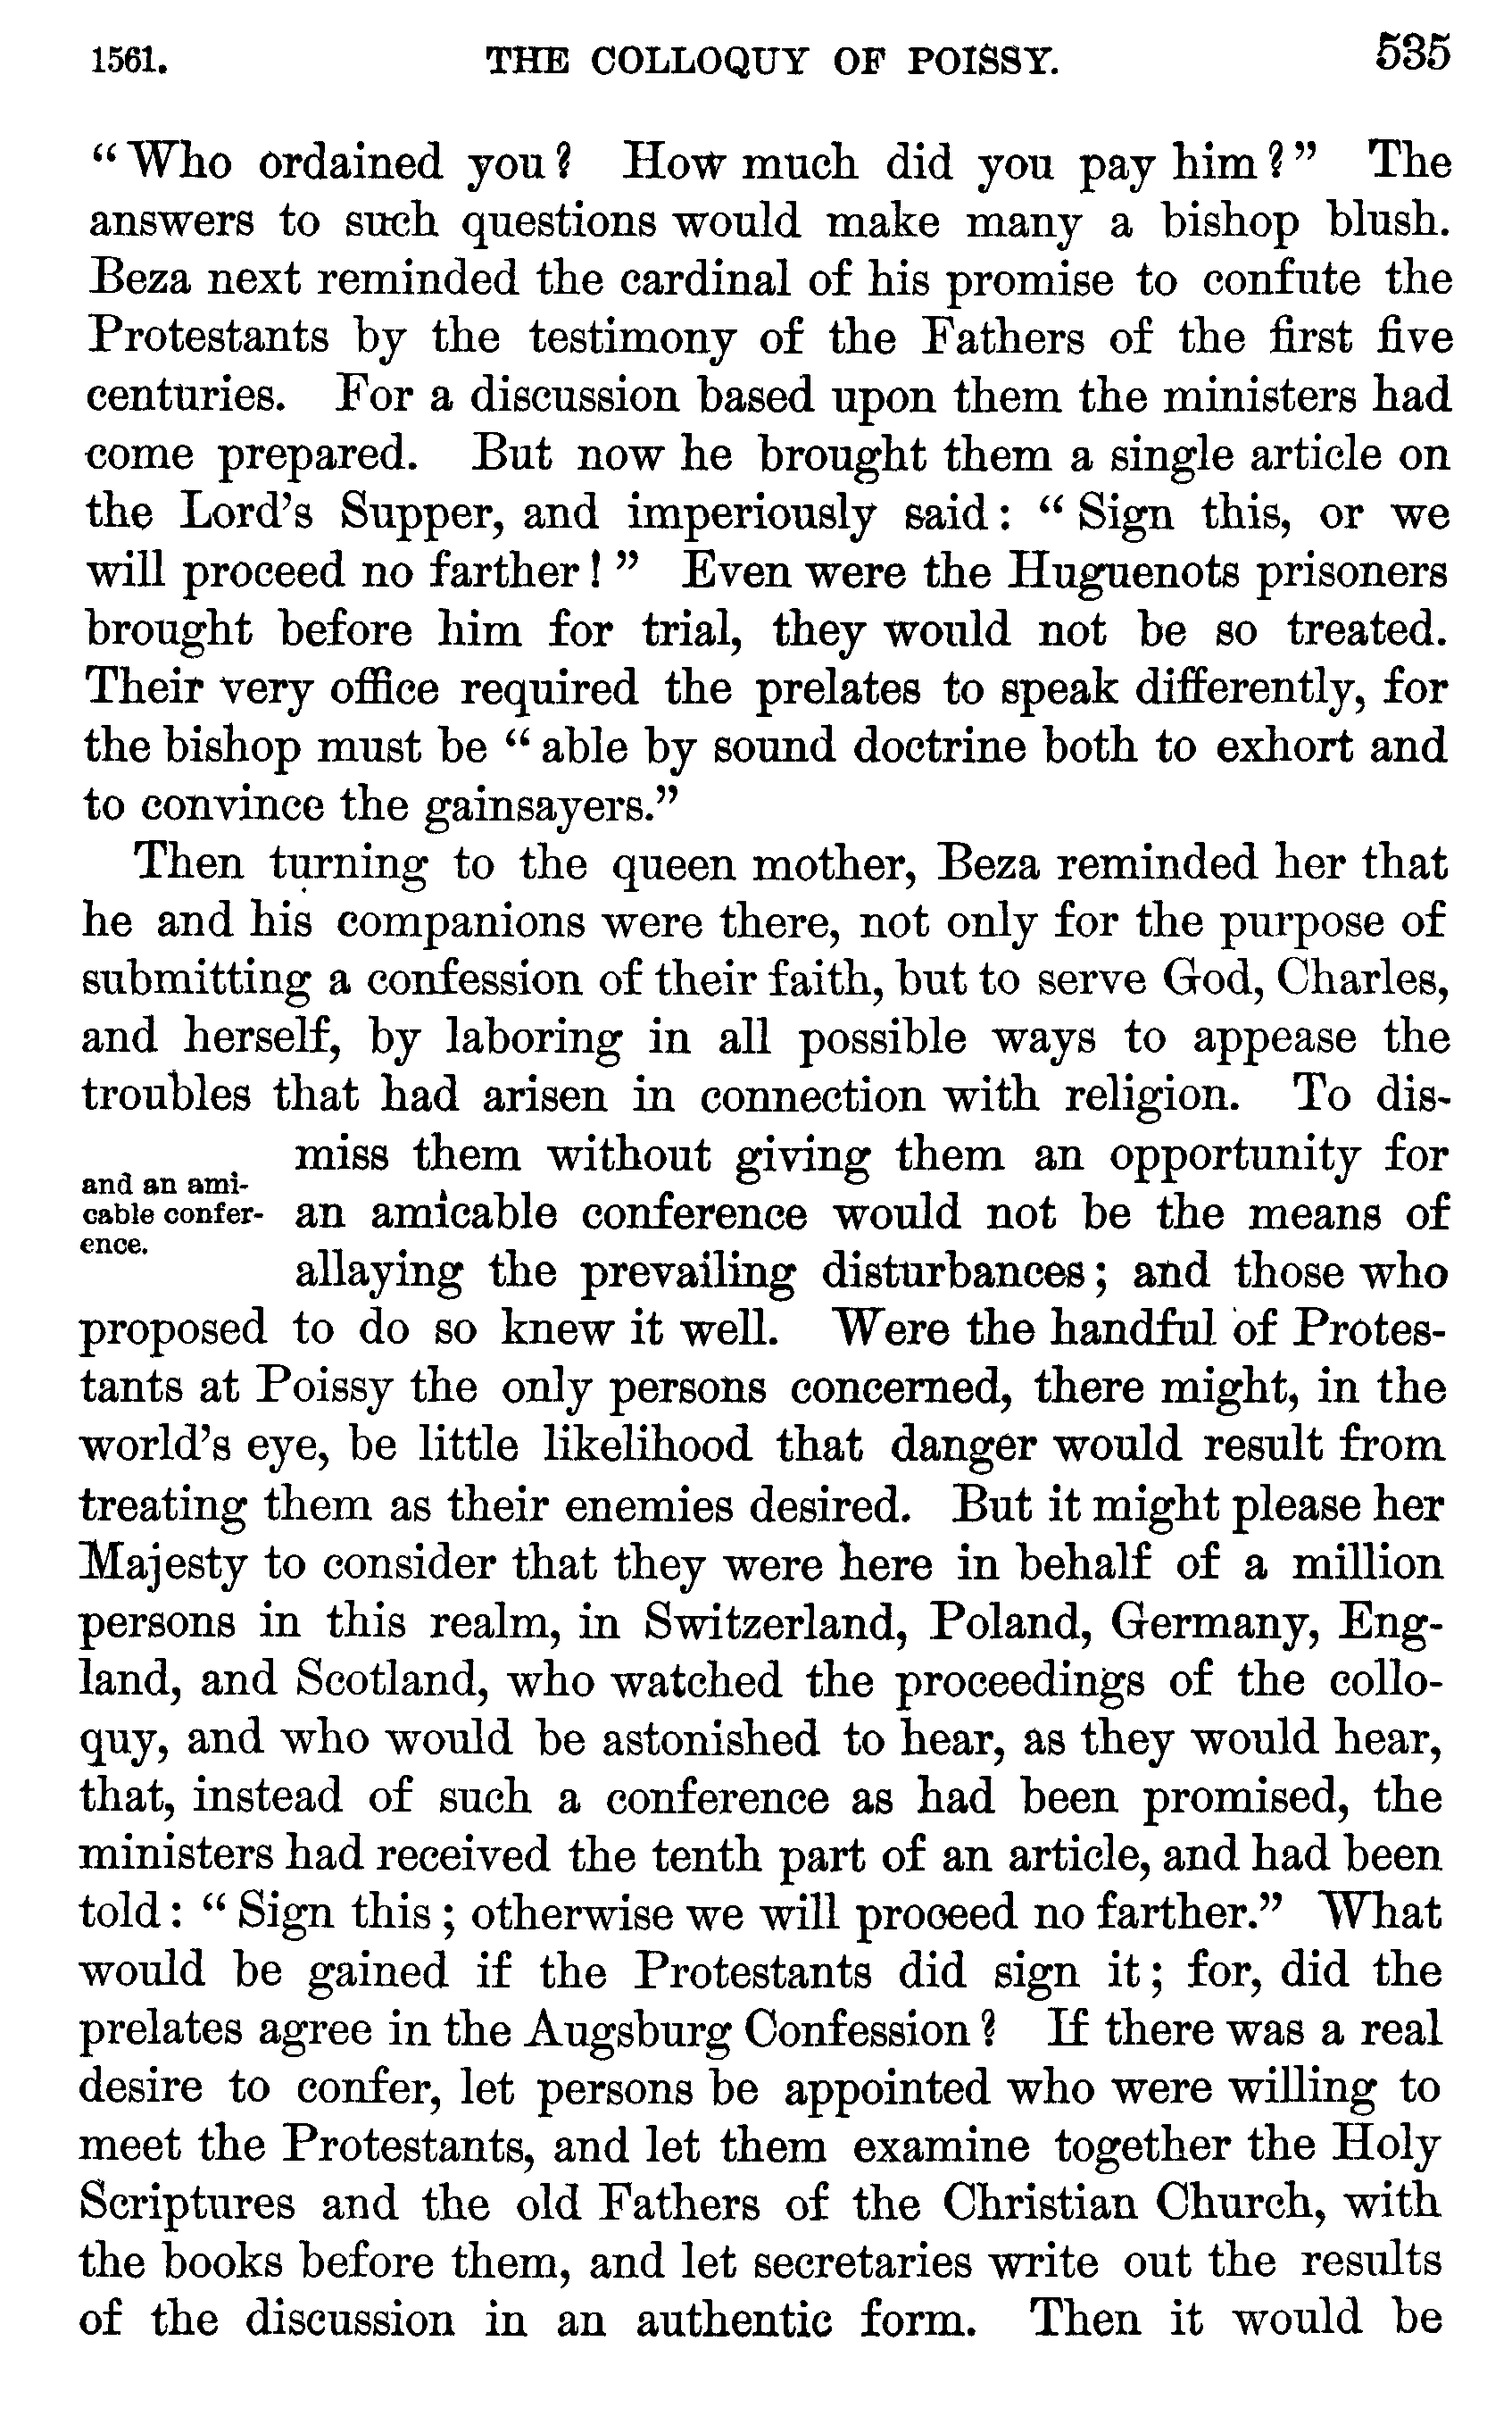 1561. THE COLLOQUY OF POISSY. 535
“Who ordained you? How much did you pay him?” The
answers to such questions would make many a bishop blush.
Beza next reminded the cardinal of his promise to confute the
Protestants by the testimony of the Fathers of the first five
centuries. For a discussion based upon them the ministers had
come prepared. But now he brought them a single article on
the Lord’s Supper, and imperiously said: “Sign this, or we
will proceed no farther!” Even were the Huguenots prisoners
brought before him for trial, they would not be so treated.
Their very office required the prelates to speak differently, for
the bishop must be “able by sound doctrine both to exhort and
to convince the gainsayers.”
Then turning to the queen mother, Beza reminded her that
he and his companions were there, not only for the purpose of
submitting a confession of their faith, but to serve God, Charles,
and herself, by laboring in all possible ways to appease the
troubles that had arisen in connection with religion. To dis-
and an ami-
cable confer-
ence.
miss them without giving them an opportunity for
an amicable conference would not be the means of
allaying the prevailing disturbances; and those who
proposed to do so knew it well. Were the handful of Protes-
tants at Poissy the only persons concerned, there might, in the
world’s eye, be little likelihood that danger would result from
treating them as their enemies desired. But it might please her
Majesty to consider that they were here in behalf of a million
persons in this realm, in Switzerland, Poland, Germany, Eng-
land, and Scotland, who watched the proceedings of the collo-
quy, and who would be astonished to hear, as they would hear,
that, instead of such a conference as had been promised, the
ministers had received the tenth part of an article, and had been
told: “Sign this; otherwise we will proceed no farther.” What
would be gained if the Protestants did sign it; for, did the
prelates agree in the Augsburg Confession? If there was a real
desire to confer, let persons be appointed who were willing to
meet the Protestants, and let them examine together the Holy
Scriptures and the old Fathers of the Christian Church, with
the books before them, and let secretaries write out the results
of the discussion in an authentic form. Then it would be